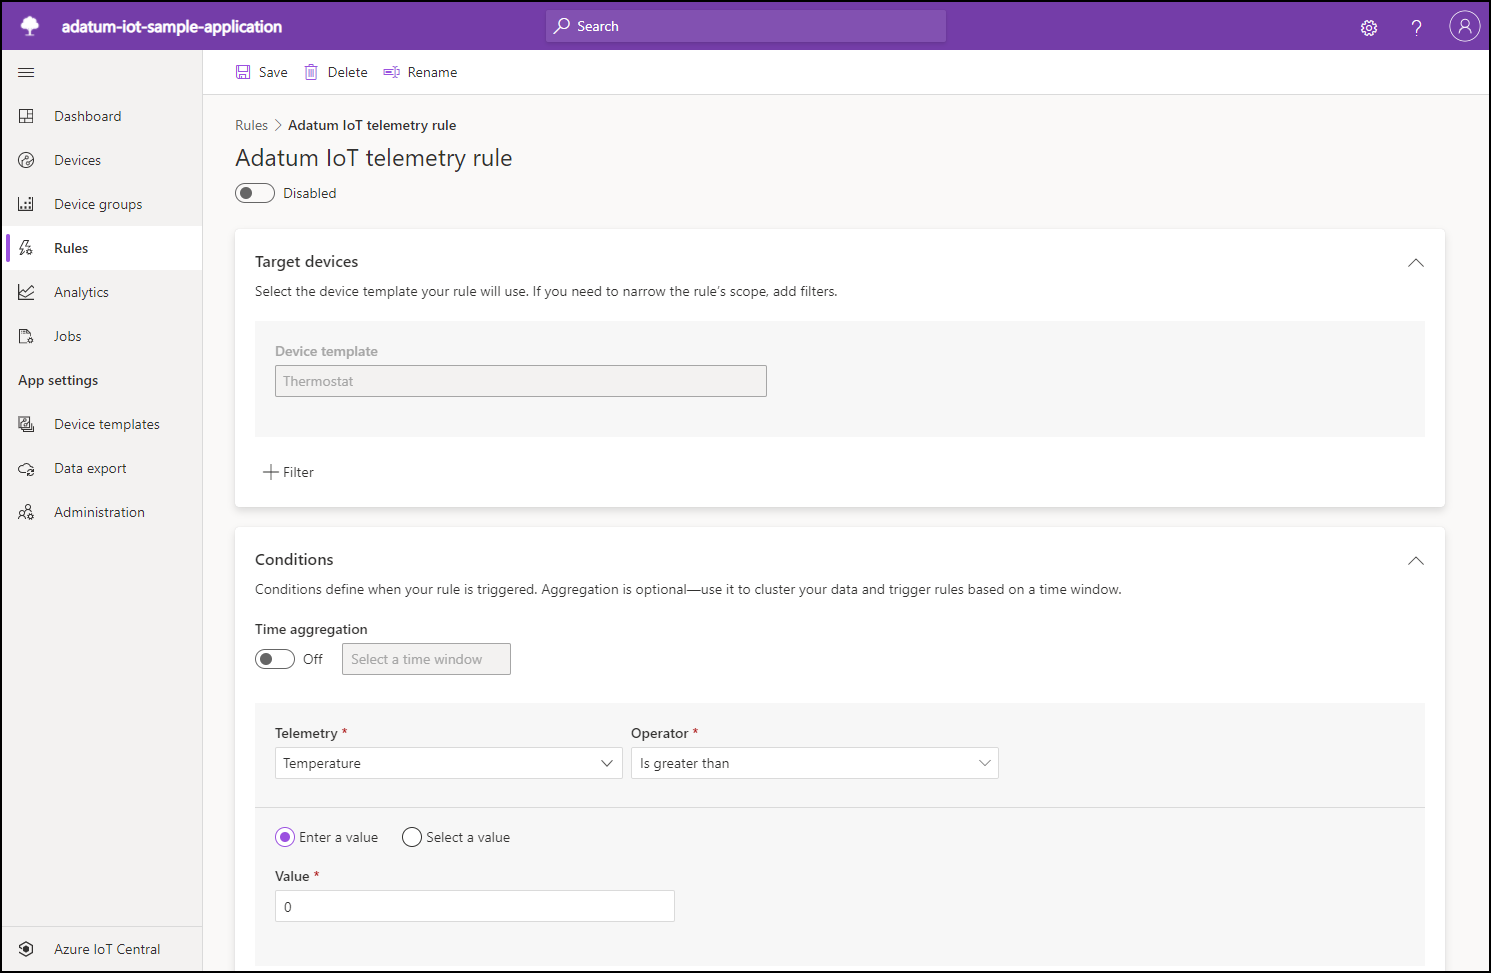 adatum-iot-sample-application
Search
Save Delete Rename
Dashboard
Devices
Device groups
Rules
Analytics
Jobs
App settings
Device templates
Data export
Administration
Azure IoT Central
Rules > Adatum IoT telemetry rule
Adatum IoT telemetry rule
Disabled
Target devices
Select the device template your rule will use. If you need to narrow the rule's scope, add filters.
Device template
Thermostat
Filter
Conditions
Conditions define when your rule is triggered. Aggregation is optional—use it to cluster your data and trigger rules based on a time window.
Time aggregation
Off Select a time window
Telemetry * Operator *
Temperature Is greater than
Enter a value Select a value
Value *
0